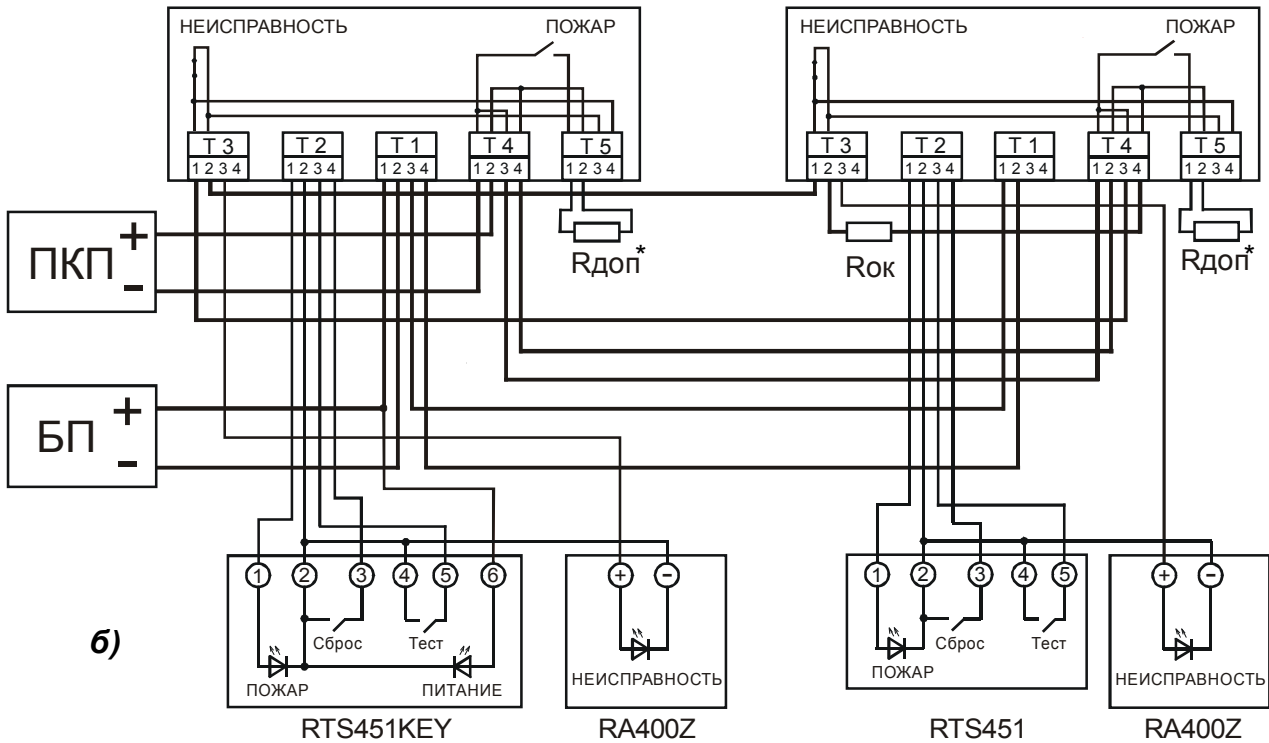 НЕИСПРАВНОСТЬ ПОЖАР
НЕИСПРАВНОСТЬ ПОЖАР
T 3 T 2 T 1 T 4 T 5
1 2 3 4 1 2 3 4 1 2 3 4 1 2 3 4 1 2 3 4
T 3 T 2 T 1 T 4 T 5
1 2 3 4 1 2 3 4 1 2 3 4 1 2 3 4 1 2 3 4
ПКП + −
Rдоп*
Rок
Rдоп*
БП + −
1 2 3 4 5 6
Сброс Тест
ПОЖАР ПИТАНИЕ
RTS451KEY
+ −
НЕИСПРАВНОСТЬ
RA400Z
1 2 3 4 5
Сброс Тест
ПОЖАР
RTS451
+ −
НЕИСПРАВНОСТЬ
RA400Z
б)